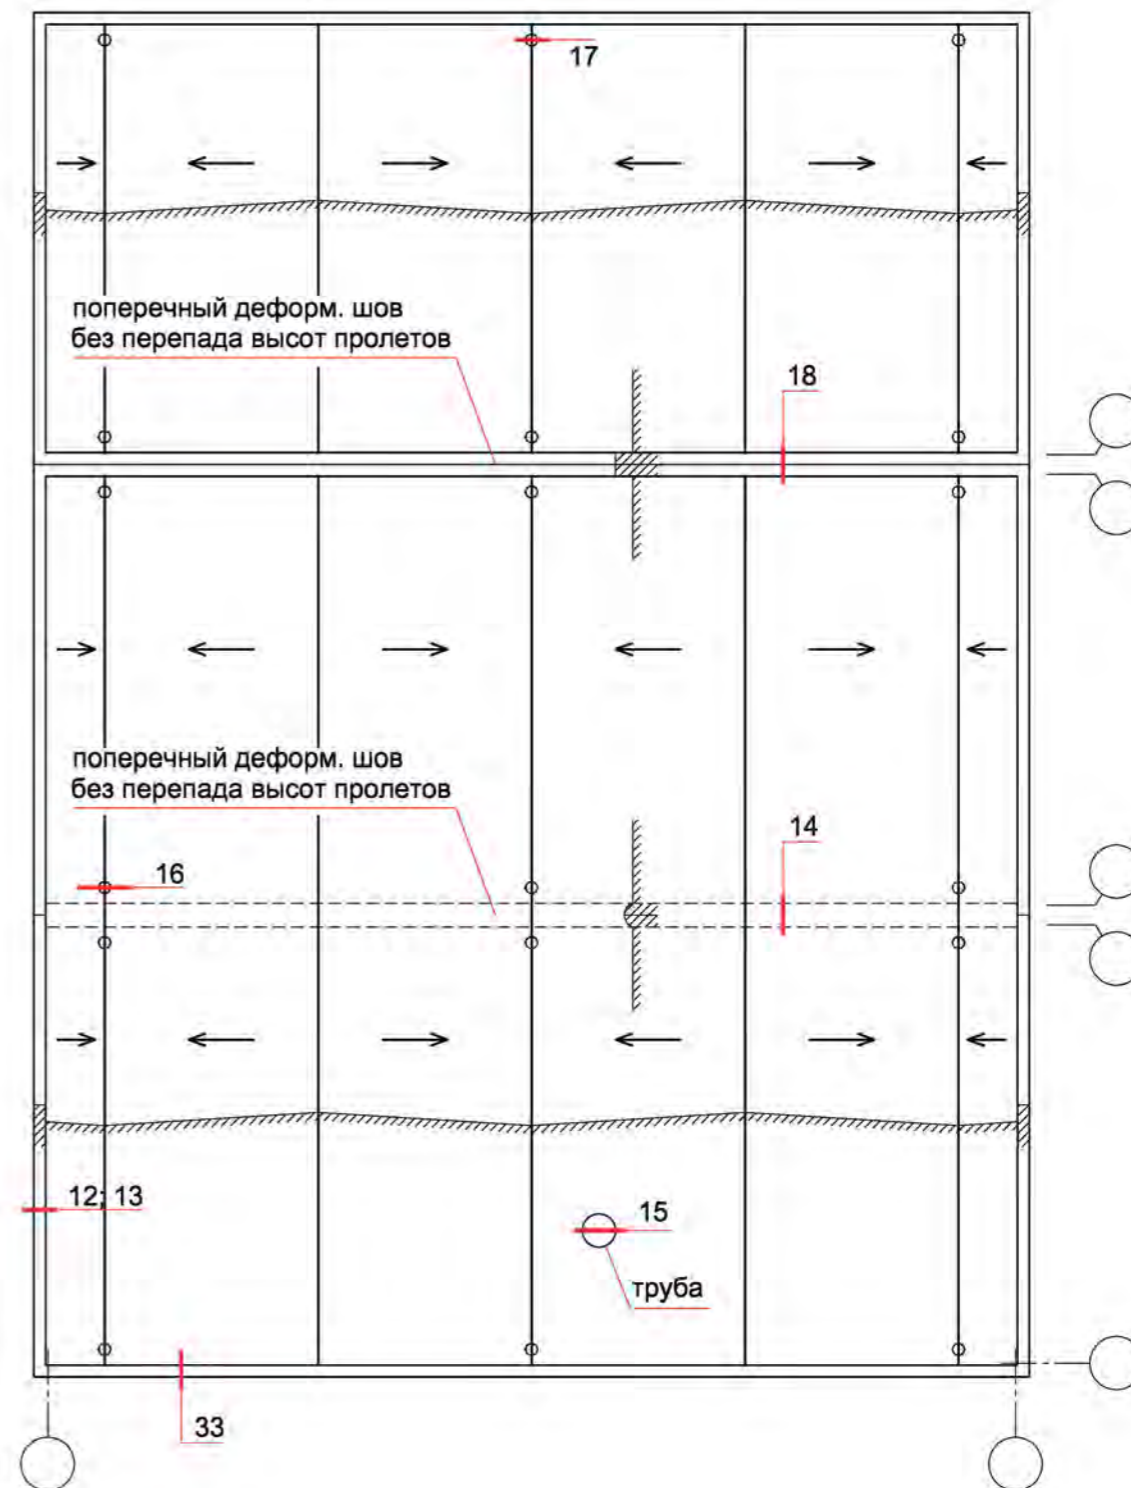 17
поперечный деформ. шов
без перепада высот пролетов
18
поперечный деформ. шов
без перепада высот пролетов
14
16
12; 13
15
труба
33